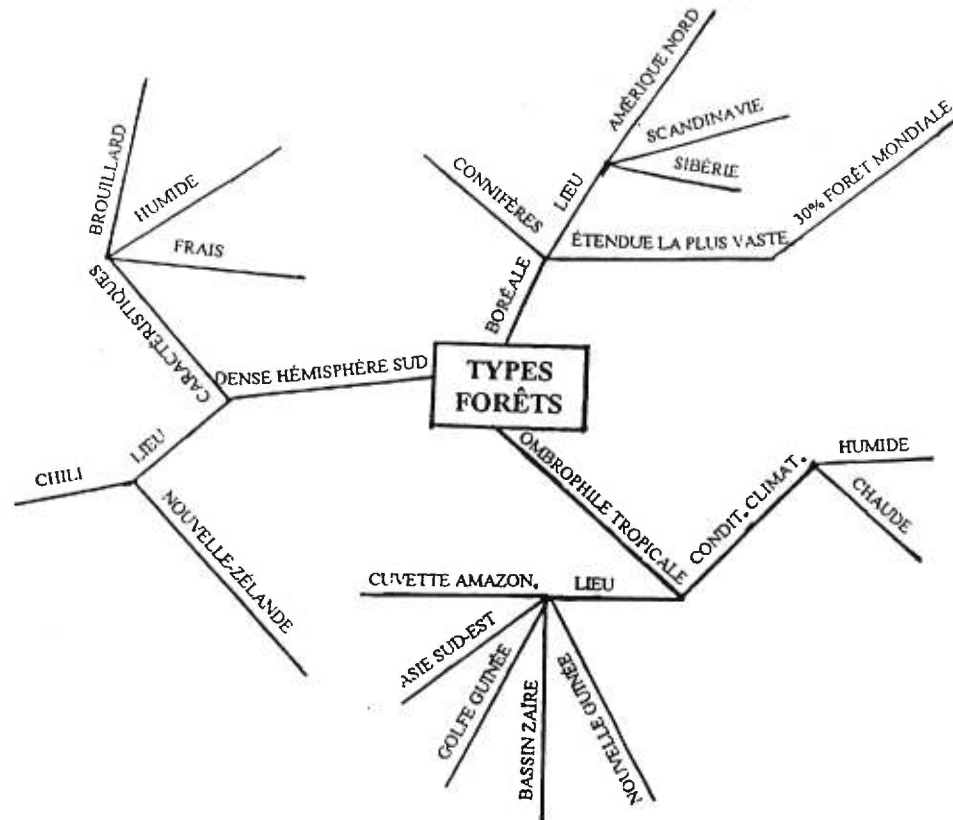 TYPES
FORÊTS
BORÉALE
CONNIFÈRES
LIEU
AMÉRIQUE NORD
SCANDINAVIE
SIBÉRIE
ÉTENDUE LA PLUS VASTE
30% FORÊT MONDIALE
OMBROPHILE TROPICALE
CONDIT. CLIMAT.
HUMIDE
CHAUDE
LIEU
CUVETTE AMAZON.
ASIE SUD-EST
GOLFE GUINÉE
BASSIN ZAÏRE
NOUVELLE GUINÉE
DENSE HÉMISPHÈRE SUD
CARACTÉRISTIQUES
BROUILLARD
HUMIDE
FRAIS
LIEU
CHILI
NOUVELLE-ZÉLANDE